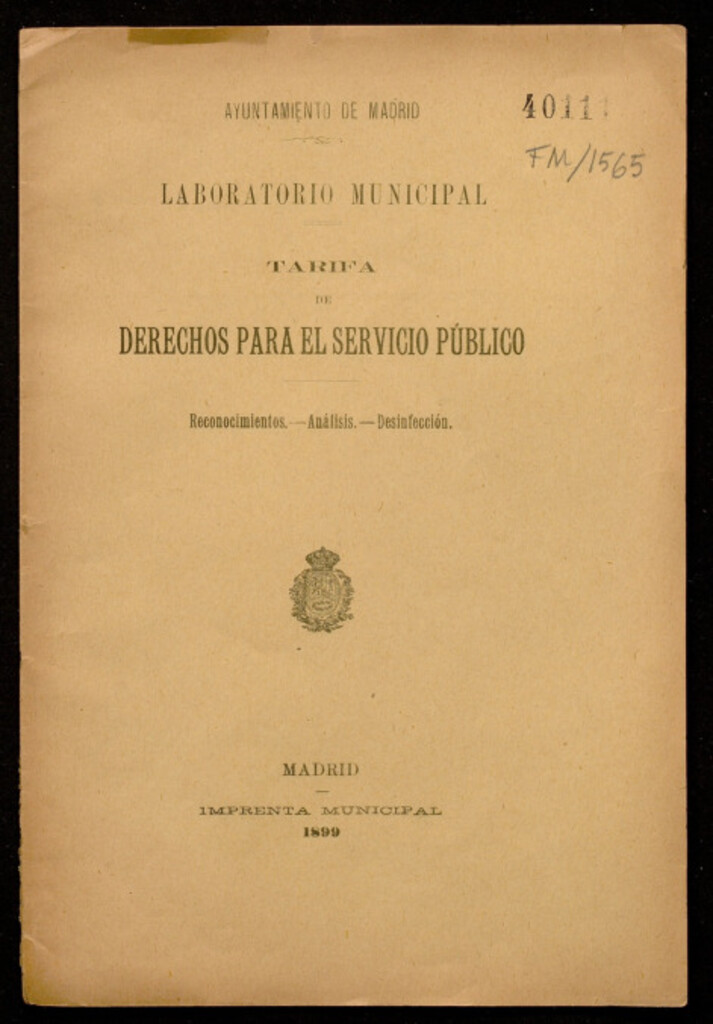 AYUNTAMIENTO DE MADRID
FM/1565
LABORATORIO MUNICIPAL
TARIFA
DE
DERECHOS PARA EL SERVICIO PÚBLICO
Reconocimientos.—Análisis.—Desinfección.
MADRID
IMPRENTA MUNICIPAL
1899